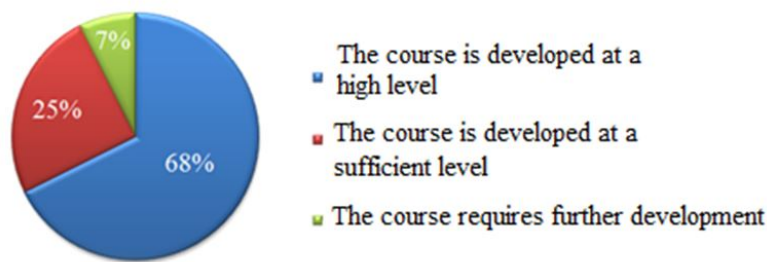 7%
25%
68%
The course is developed at a
high level
The course is developed at a
sufficient level
The course requires further development